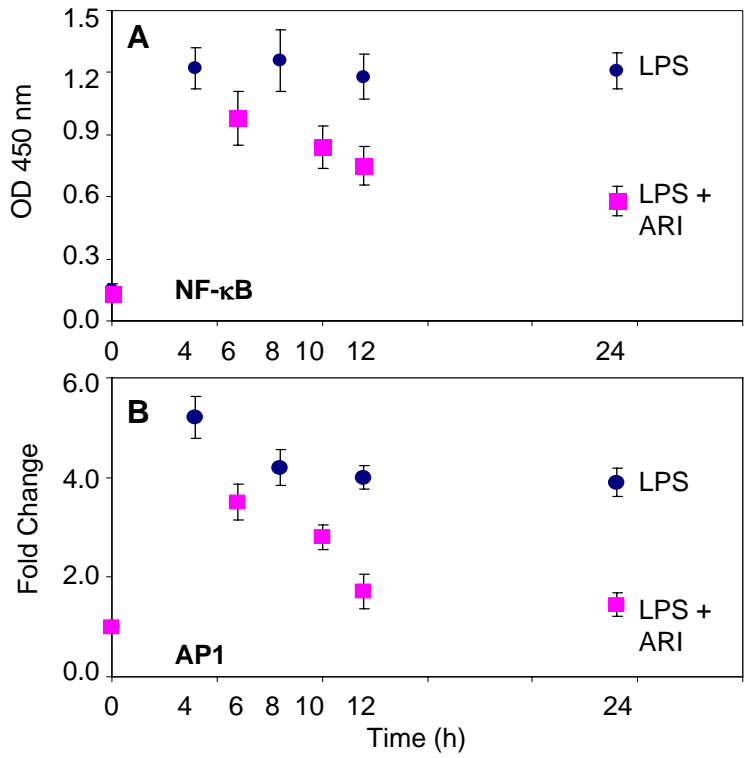 A
1.5
1.2
0.9
0.6
0.3
0.0
OD 450 nm
LPS
LPS +
ARI
NF-κB
0 4 6 8 10 12 24
B
6.0
4.0
2.0
0.0
Fold Change
LPS
LPS +
ARI
AP1
0 4 6 8 10 12 24
Time (h)